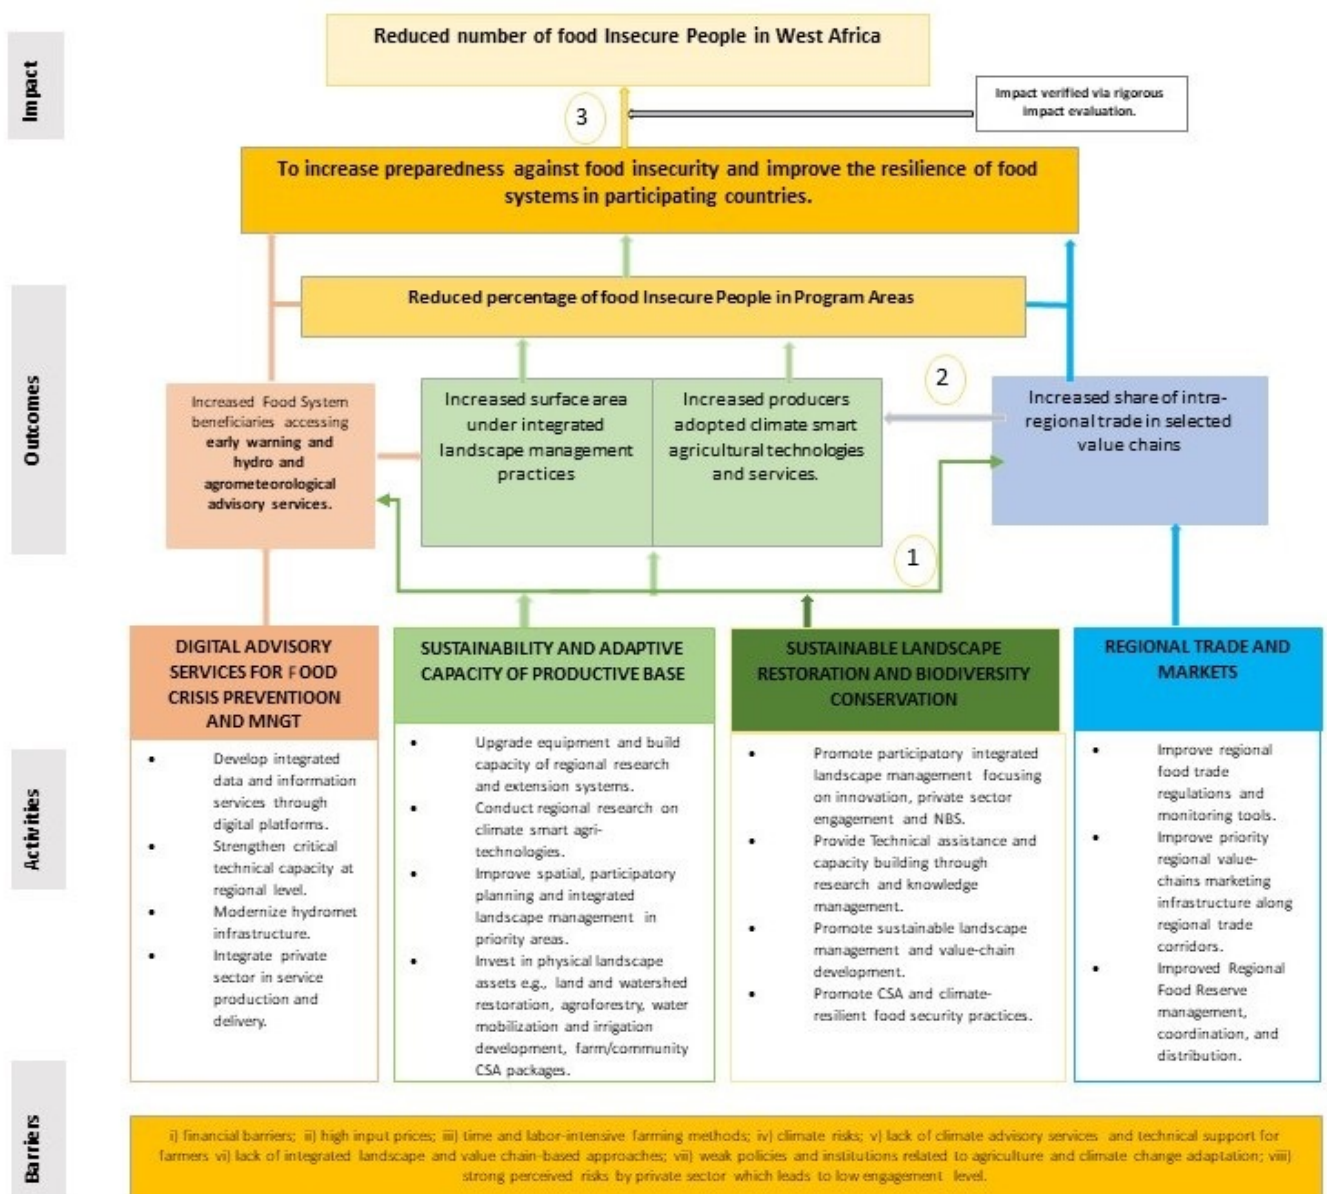 Impact
Reduced number of food Insecure People in West Africa
Impact verified via rigorous
impact evaluation.
3
To increase preparedness against food insecurity and improve the resilience of food
systems in participating countries.
Outcomes
Reduced percentage of food Insecure People in Program Areas
Increased Food System
beneficiaries accessing
early warning and
hydro and
agrometeorological
advisory services.
Increased surface area
under integrated
landscape management
practices
Increased producers
adopted climate smart
agricultural technologies
and services.
2
Increased share of intra-
regional trade in selected
value chains
1
Activities
DIGITAL ADVISORY
SERVICES FOR FOOD
CRISIS PREVENTIOON
AND MNGT
• Develop integrated
data and information
services through
digital platforms.
• Strengthen critical
technical capacity at
regional level.
• Modernize hydromet
infrastructure.
• Integrate private
sector in service
production and
delivery.
SUSTAINABILITY AND ADAPTIVE
CAPACITY OF PRODUCTIVE BASE
• Upgrade equipment and build
capacity of regional research
and extension systems.
• Conduct regional research on
climate smart agri-
technologies.
• Improve spatial, participatory
planning and integrated
landscape management in
priority areas.
• Invest in physical landscape
assets e.g., land and watershed
restoration, agroforestry, water
mobilization and irrigation
development, farm/community
CSA packages.
SUSTAINABLE LANDSCAPE
RESTORATION AND BIODIVERSITY
CONSERVATION
• Promote participatory integrated
landscape management focusing
on innovation, private sector
engagement and NBS.
• Provide Technical assistance and
capacity building through
research and knowledge
management.
• Promote sustainable landscape
management and value-chain
development.
• Promote CSA and climate-
resilient food security practices.
REGIONAL TRADE AND
MARKETS
• Improve regional
food trade
regulations and
monitoring tools.
• Improve priority
regional value-
chains marketing
infrastructure along
regional trade
corridors.
• Improved Regional
Food Reserve
management,
coordination, and
distribution.
Barriers
i) financial barriers; ii) high input prices; iii) time and labor-intensive farming methods; iv) climate risks; v) lack of climate advisory services and technical support for
farmers vi) lack of integrated landscape and value chain-based approaches; vii) weak policies and institutions related to agriculture and climate change adaptation; viii)
strong perceived risks by private sector which leads to low engagement level.